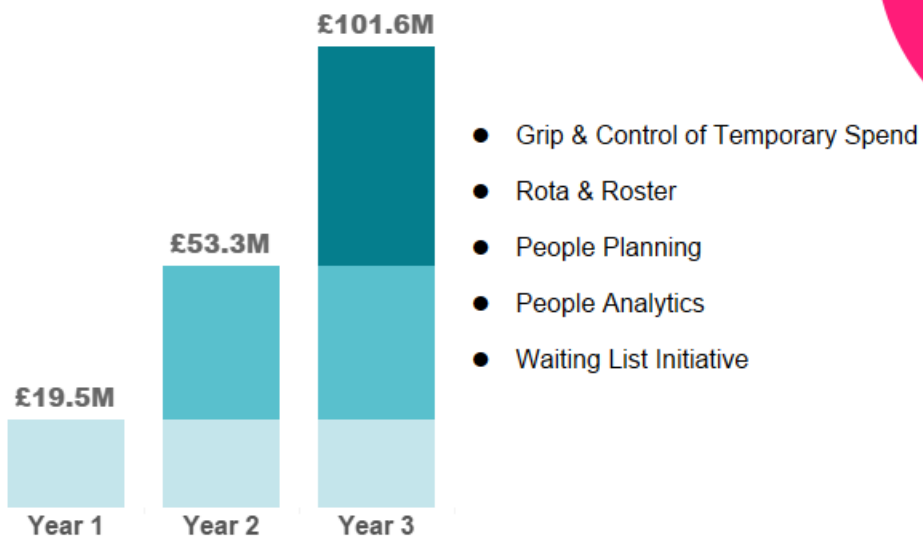 £101.6M
£53.3M
£19.5M
Year 1
Year 2
Year 3
● Grip & Control of Temporary Spend
● Rota & Roster
● People Planning
● People Analytics
● Waiting List Initiative